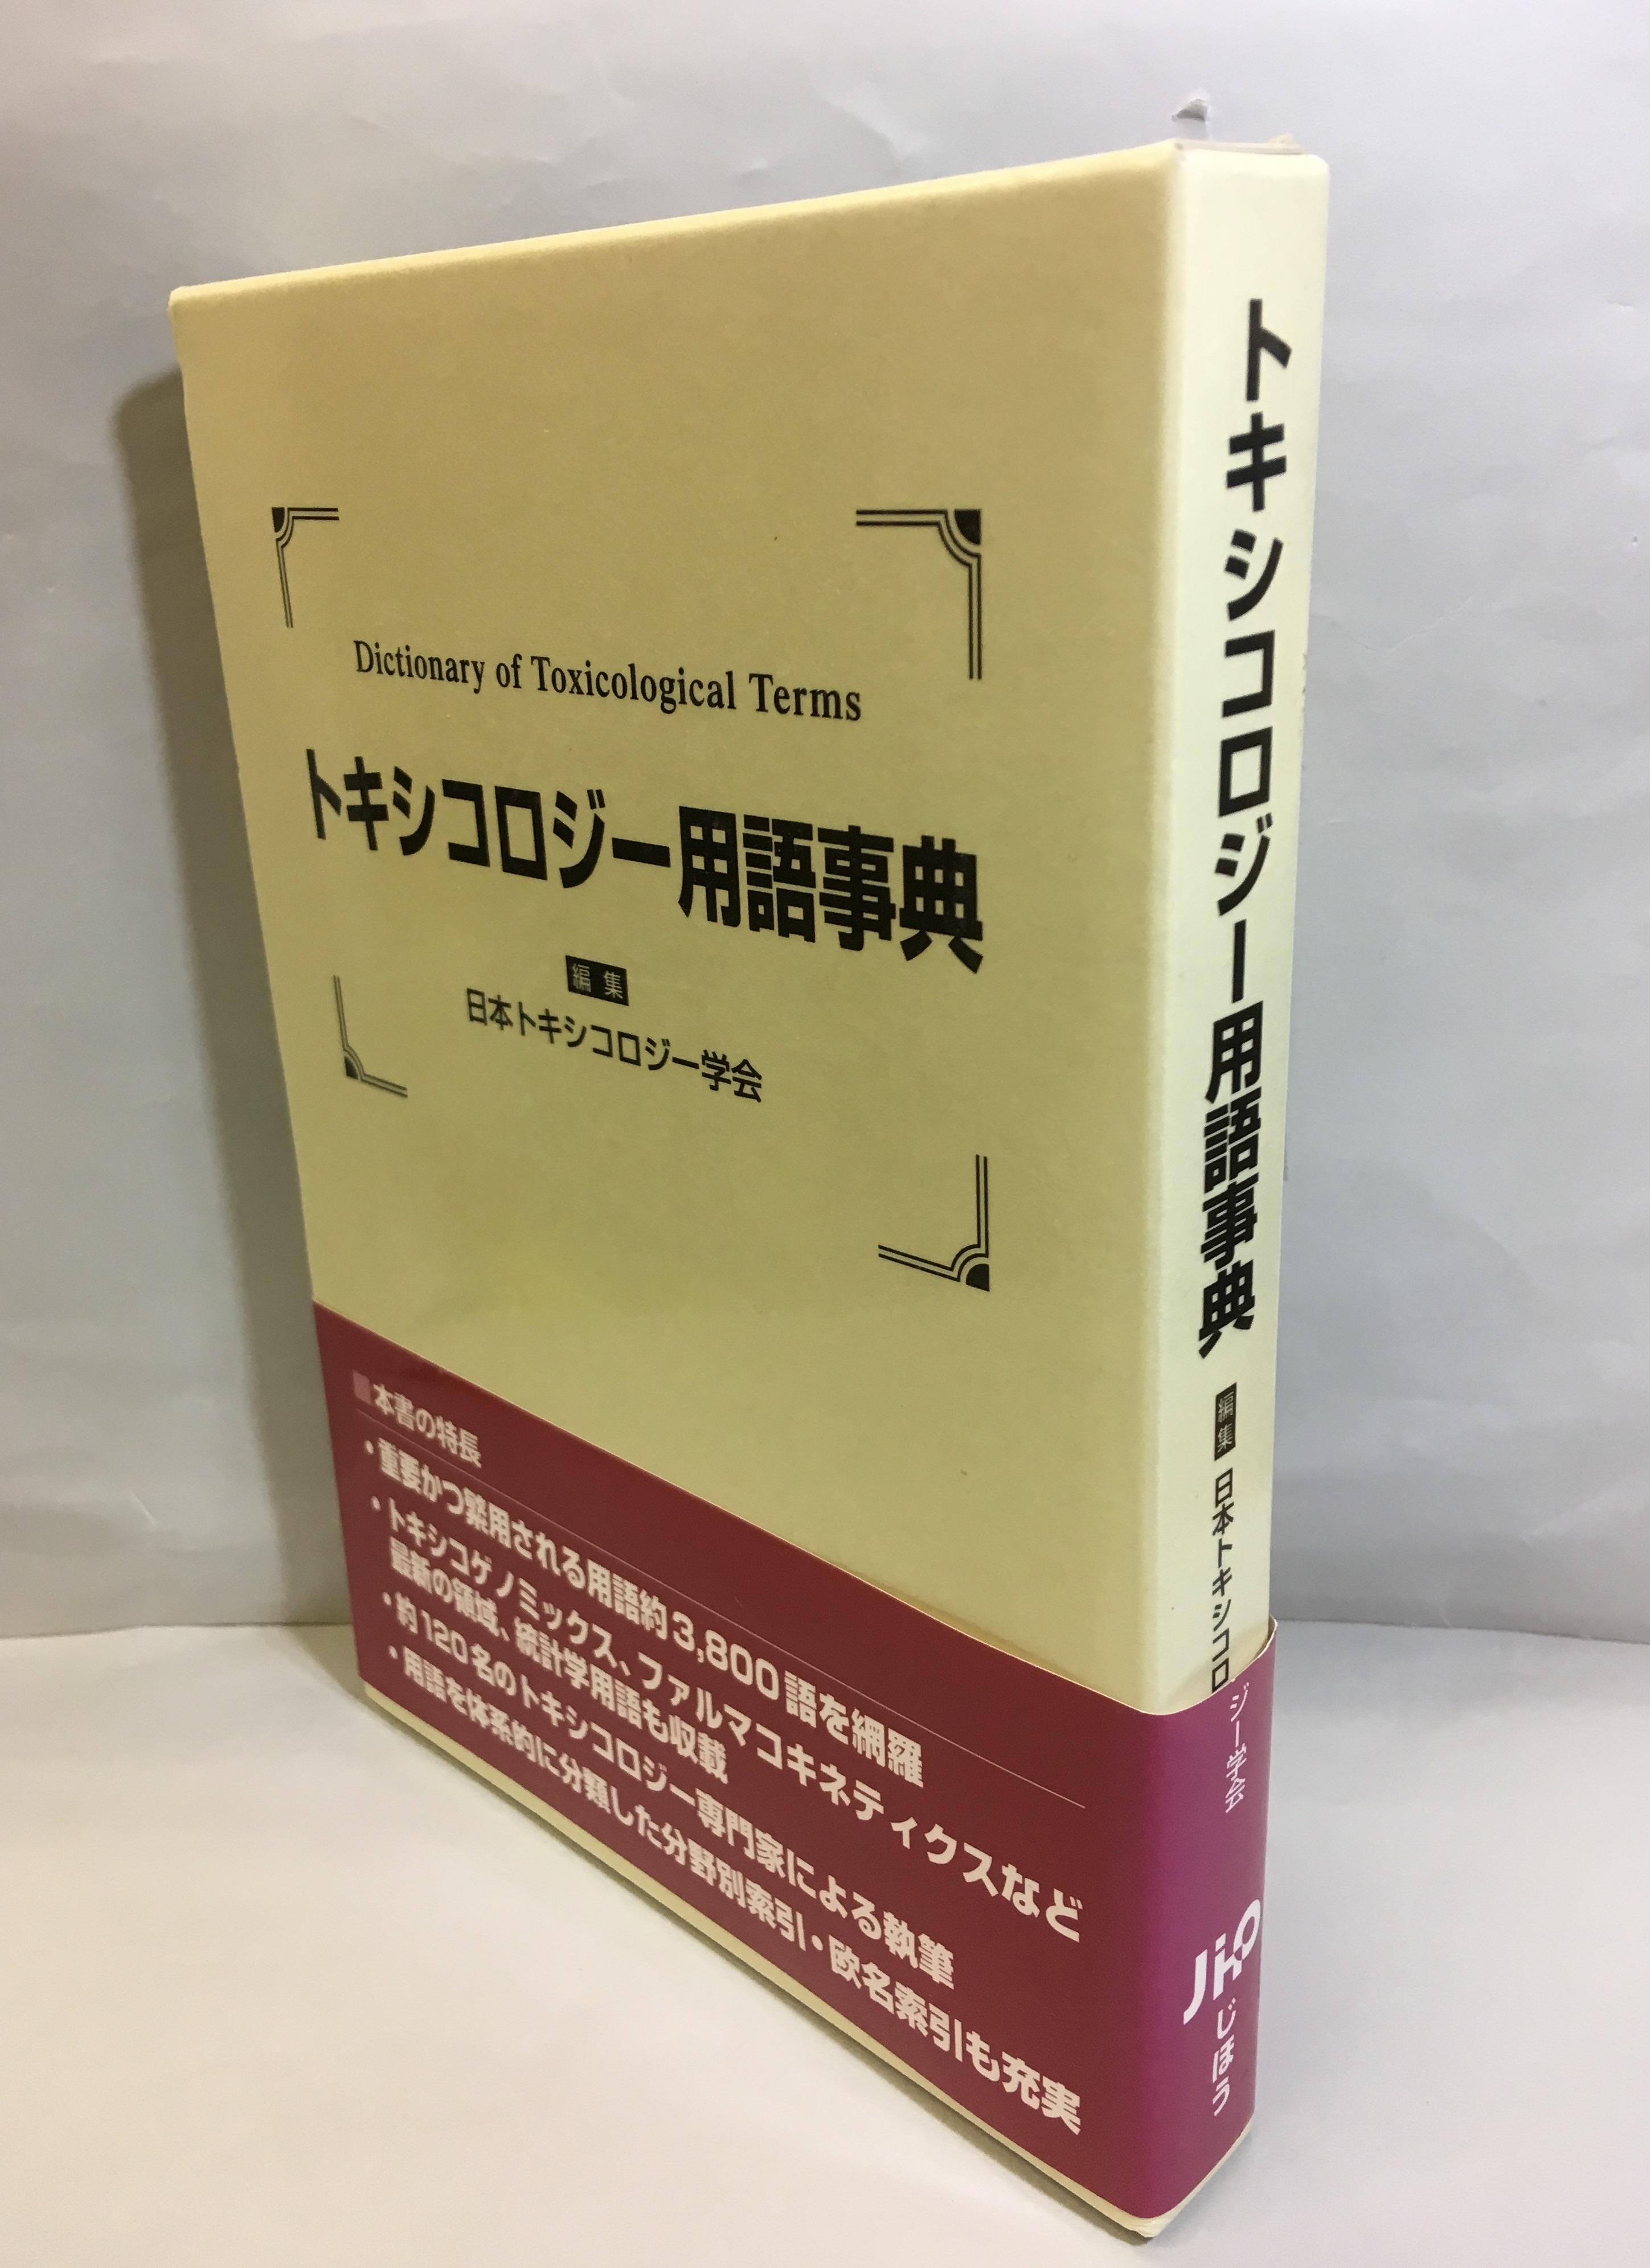 Dictionary of Toxicological Terms
トキシコロジー用語事典
編集
日本トキシコロジー学会
■本書の特長
・重要かつ繁用される用語約3,800語を網羅
・トキシコゲノミックス、ファルマコキネティクスなど
最新の領域、統計学用語も収載
・約120名のトキシコロジー専門家による執筆
・用語を体系的に分類した分野別索引・欧名索引も充実
トキシコロジー用語事典
編集
日本トキシコロジー学会
Jiho
じほう